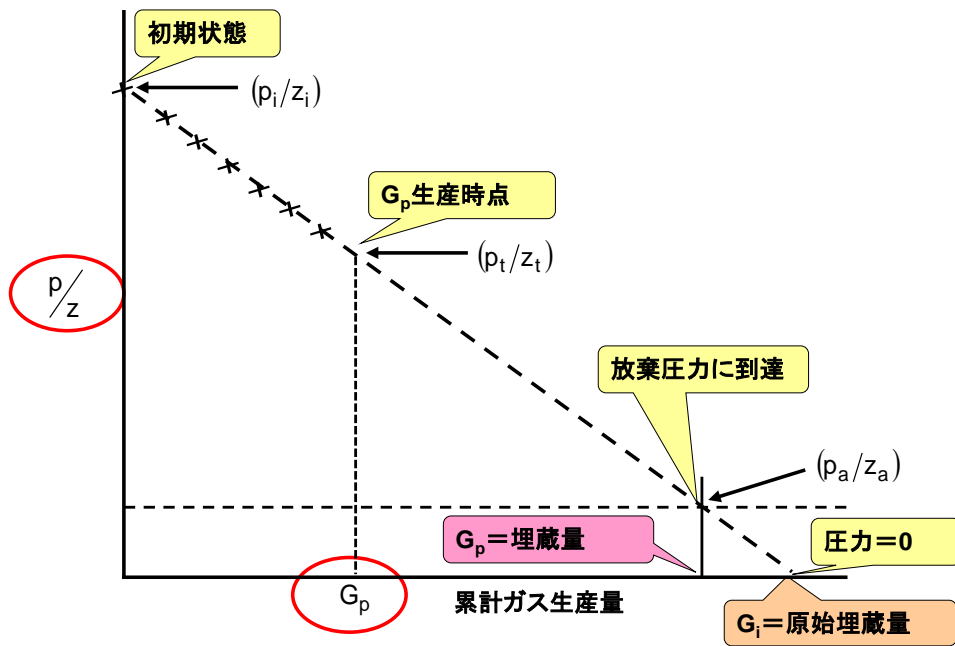 初期状態
(pi/zi)
Gp生産時点
(pt/zt)
p/z
放棄圧力に到達
(pa/za)
Gp＝埋蔵量
圧力＝0
Gp
累計ガス生産量
Gi＝原始埋蔵量